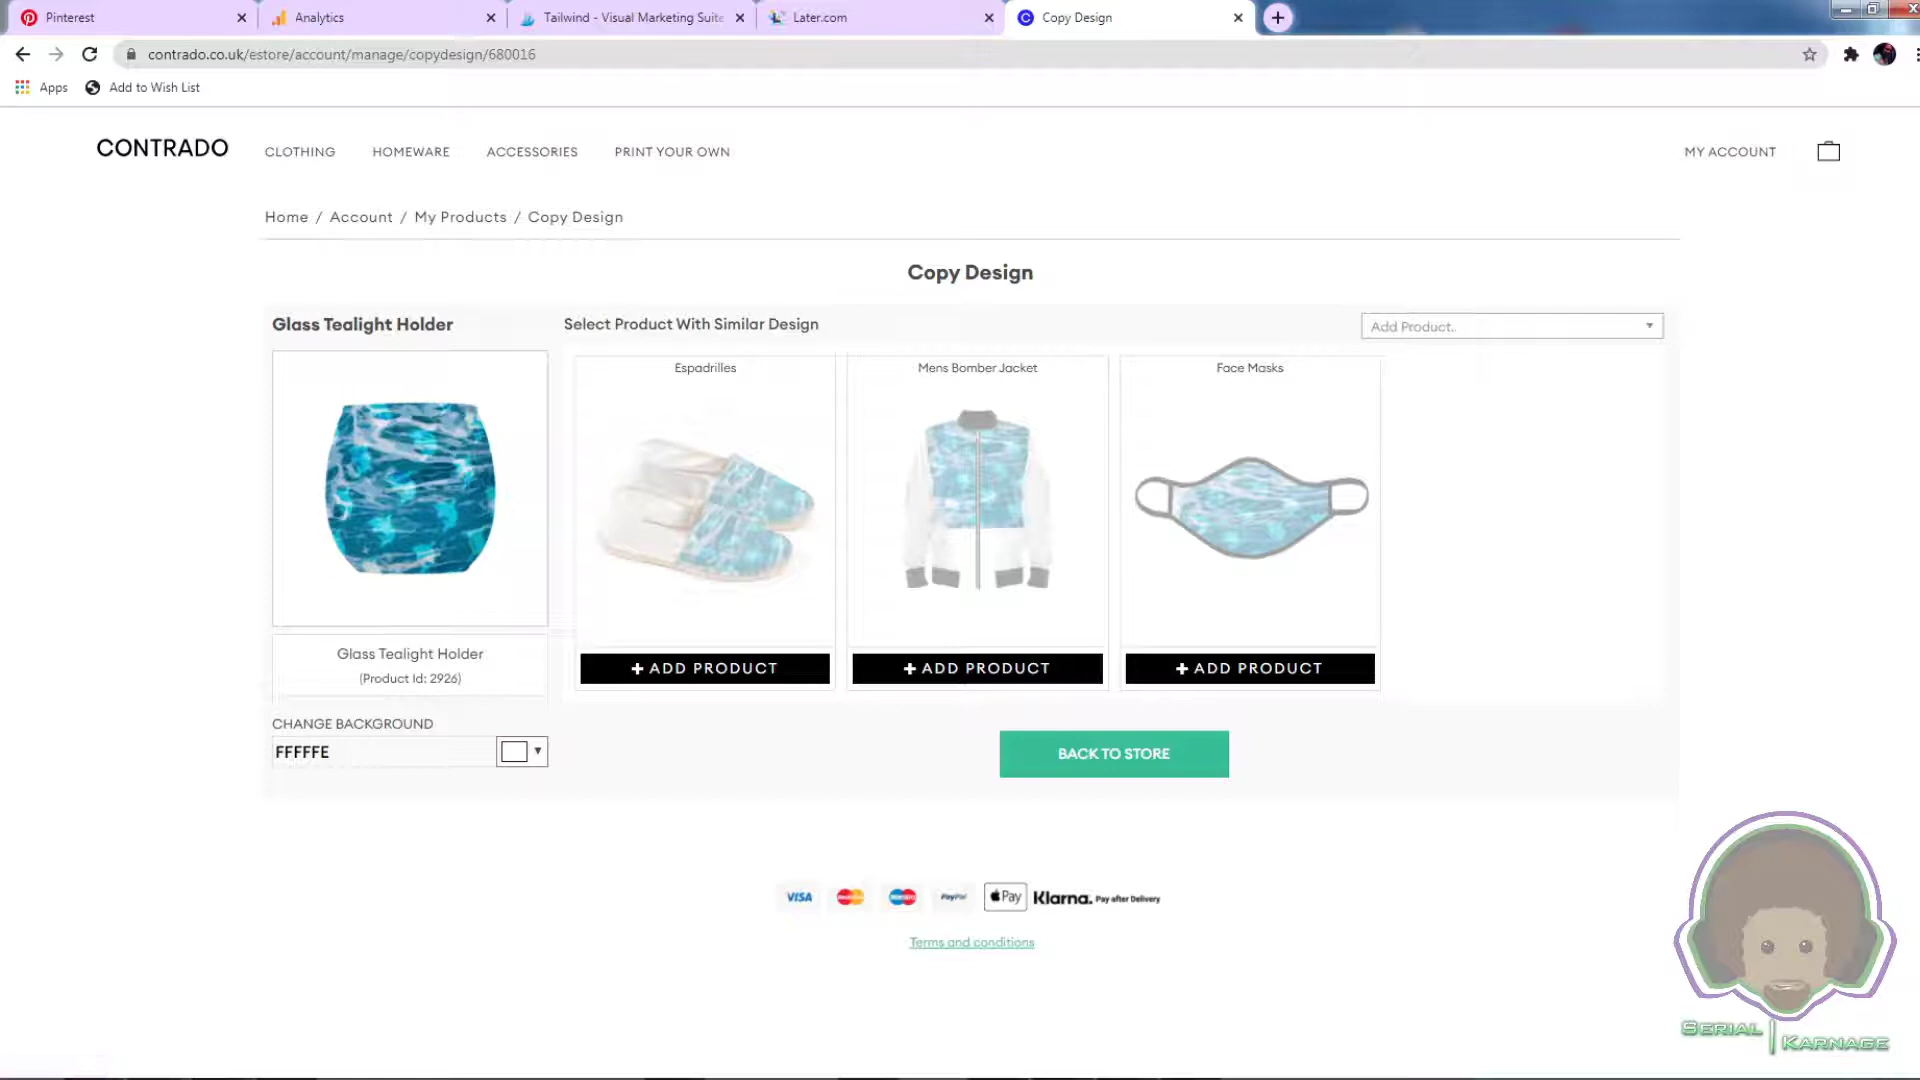 Pinterest
Analytics
Tailwind - Visual Marketing Suite
Later.com
Copy Design
contrado.co.uk/estore/account/manage/copydesign/680016
Apps
Add to Wish List
CONTRADO
CLOTHING
HOMEWARE
ACCESSORIES
PRINT YOUR OWN
MY ACCOUNT
Home / Account / My Products / Copy Design
Copy Design
Glass Tealight Holder
Select Product With Similar Design
Add Product..
Espadrilles
Mens Bomber Jacket
Face Masks
+ ADD PRODUCT
+ ADD PRODUCT
+ ADD PRODUCT
Glass Tealight Holder
(Product Id: 2926)
CHANGE BACKGROUND
FFFFFE
BACK TO STORE
VISA
PayPal
Pay
Klarna. Pay after Delivery
Terms and conditions
SERIAL KARNAGE